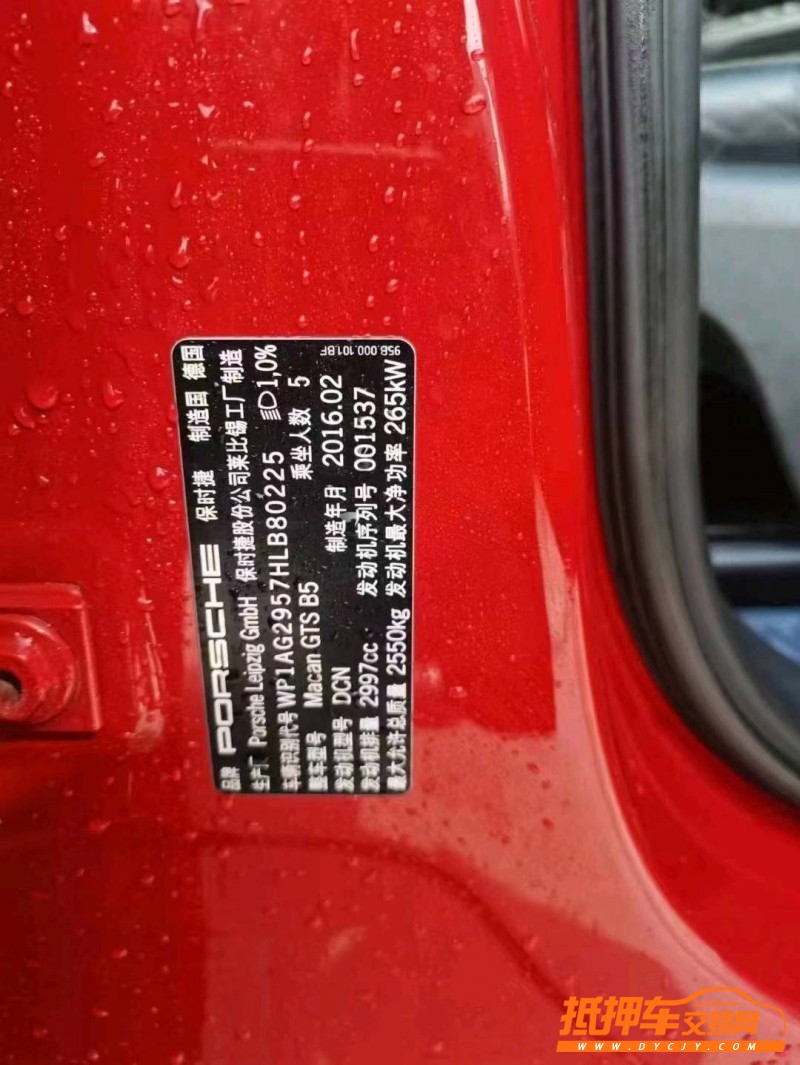 品牌 PORSCHE 保时捷 制造国 德国
生产厂 Porsche Leipzig GmbH 保时捷股份公司莱比锡工厂制造
车辆识别代号 WP1AG2957HLB80225 1,0%
整车型号 Macan GTS B5 乘坐人数 5
发动机型号 DCN 制造年月 2016.02
发动机排量 2997cc 发动机序列号 001537
最大允许总质量 2550kg 发动机最大净功率 265kW
95B.000.101.BF
抵押车交易网
WWW.DYCJY.COM